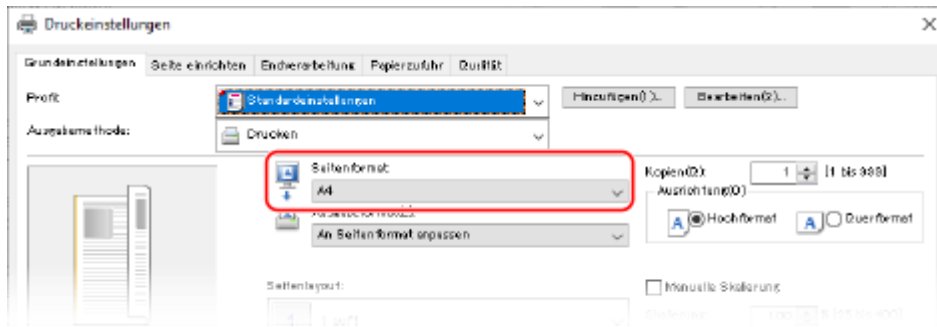 Druckeinstellungen
Grundeinstellungen Seite einrichten Endverarbeitung Papierzufuhr Qualität
Profil: Standardeinstellungen Hinzufügen(1)... Bearbeiten(2)...
Ausgabemethode: Drucken
Seitenformat: Kopien(2): 1 [1 bis 999]
A4 Ausrichtung(O)
Hochformat Querformat
An Seitenformat anpassen
Seitenlayout: Manuelle Skalierung